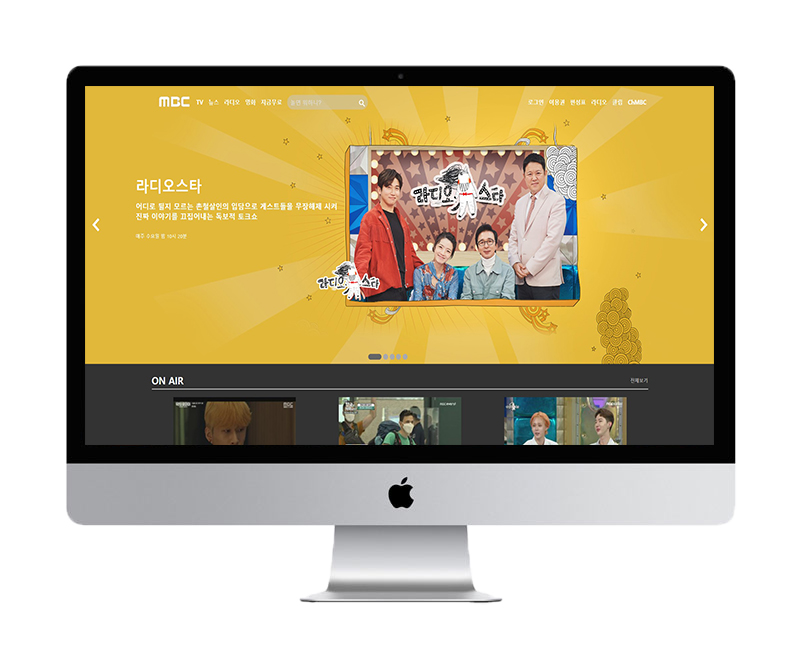 MBC TV 뉴스 라디오 영화 지금무료
로그인 이용권 편성표 라디오 클립 C\MBC
라디오스타
어디로 튈지 모르는 촌철살인의 입담으로 게스트들을 무장해제 시켜
진짜 이야기를 끄집어내는 독보적 토크쇼
매주 수요일 밤
라디오스타
라디오스타
ON AIR
전체보기
MBC